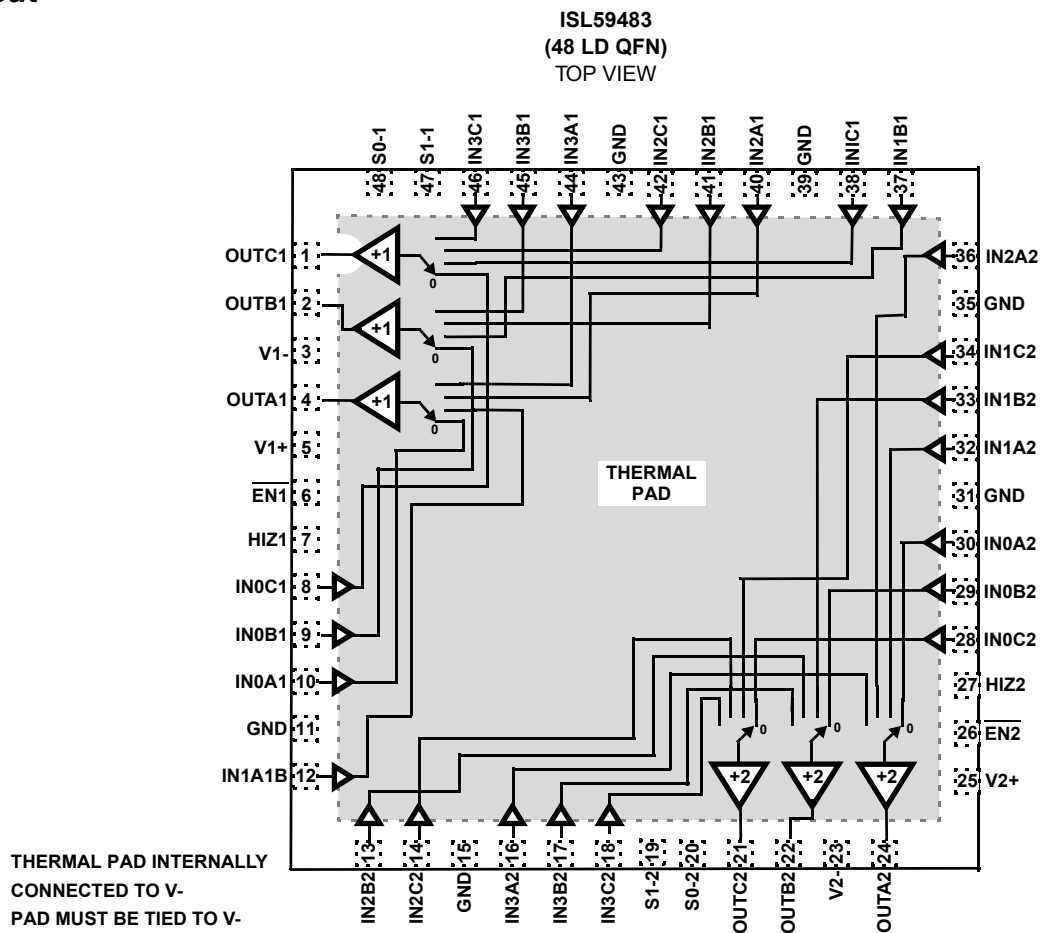 ISL59483
(48 LD QFN)
TOP VIEW
48 S0-1
47 S1-1
46 IN3C1
45 IN3B1
44 IN3A1
43 GND
42 IN2C1
41 IN2B1
40 IN2A1
39 GND
38 INIC1
37 IN1B1
OUTC1 1
OUTB1 2
V1- 3
OUTA1 4
V1+ 5
EN1 6
HIZ1 7
IN0C1 8
IN0B1 9
IN0A1 10
GND 11
IN1A1B 12
+1
0
+1
0
+1
0
THERMAL
PAD
36 IN2A2
35 GND
34 IN1C2
33 IN1B2
32 IN1A2
31 GND
30 IN0A2
29 IN0B2
28 IN0C2
27 HIZ2
26 EN2
25 V2+
0
0
0
+2
+2
+2
IN2B2 13
IN2C2 14
GND 15
IN3A2 16
IN3B2 17
IN3C2 18
S1-2 19
S0-2 20
OUTC2 21
OUTB2 22
V2- 23
OUTA2 24
THERMAL PAD INTERNALLY
CONNECTED TO V-
PAD MUST BE TIED TO V-